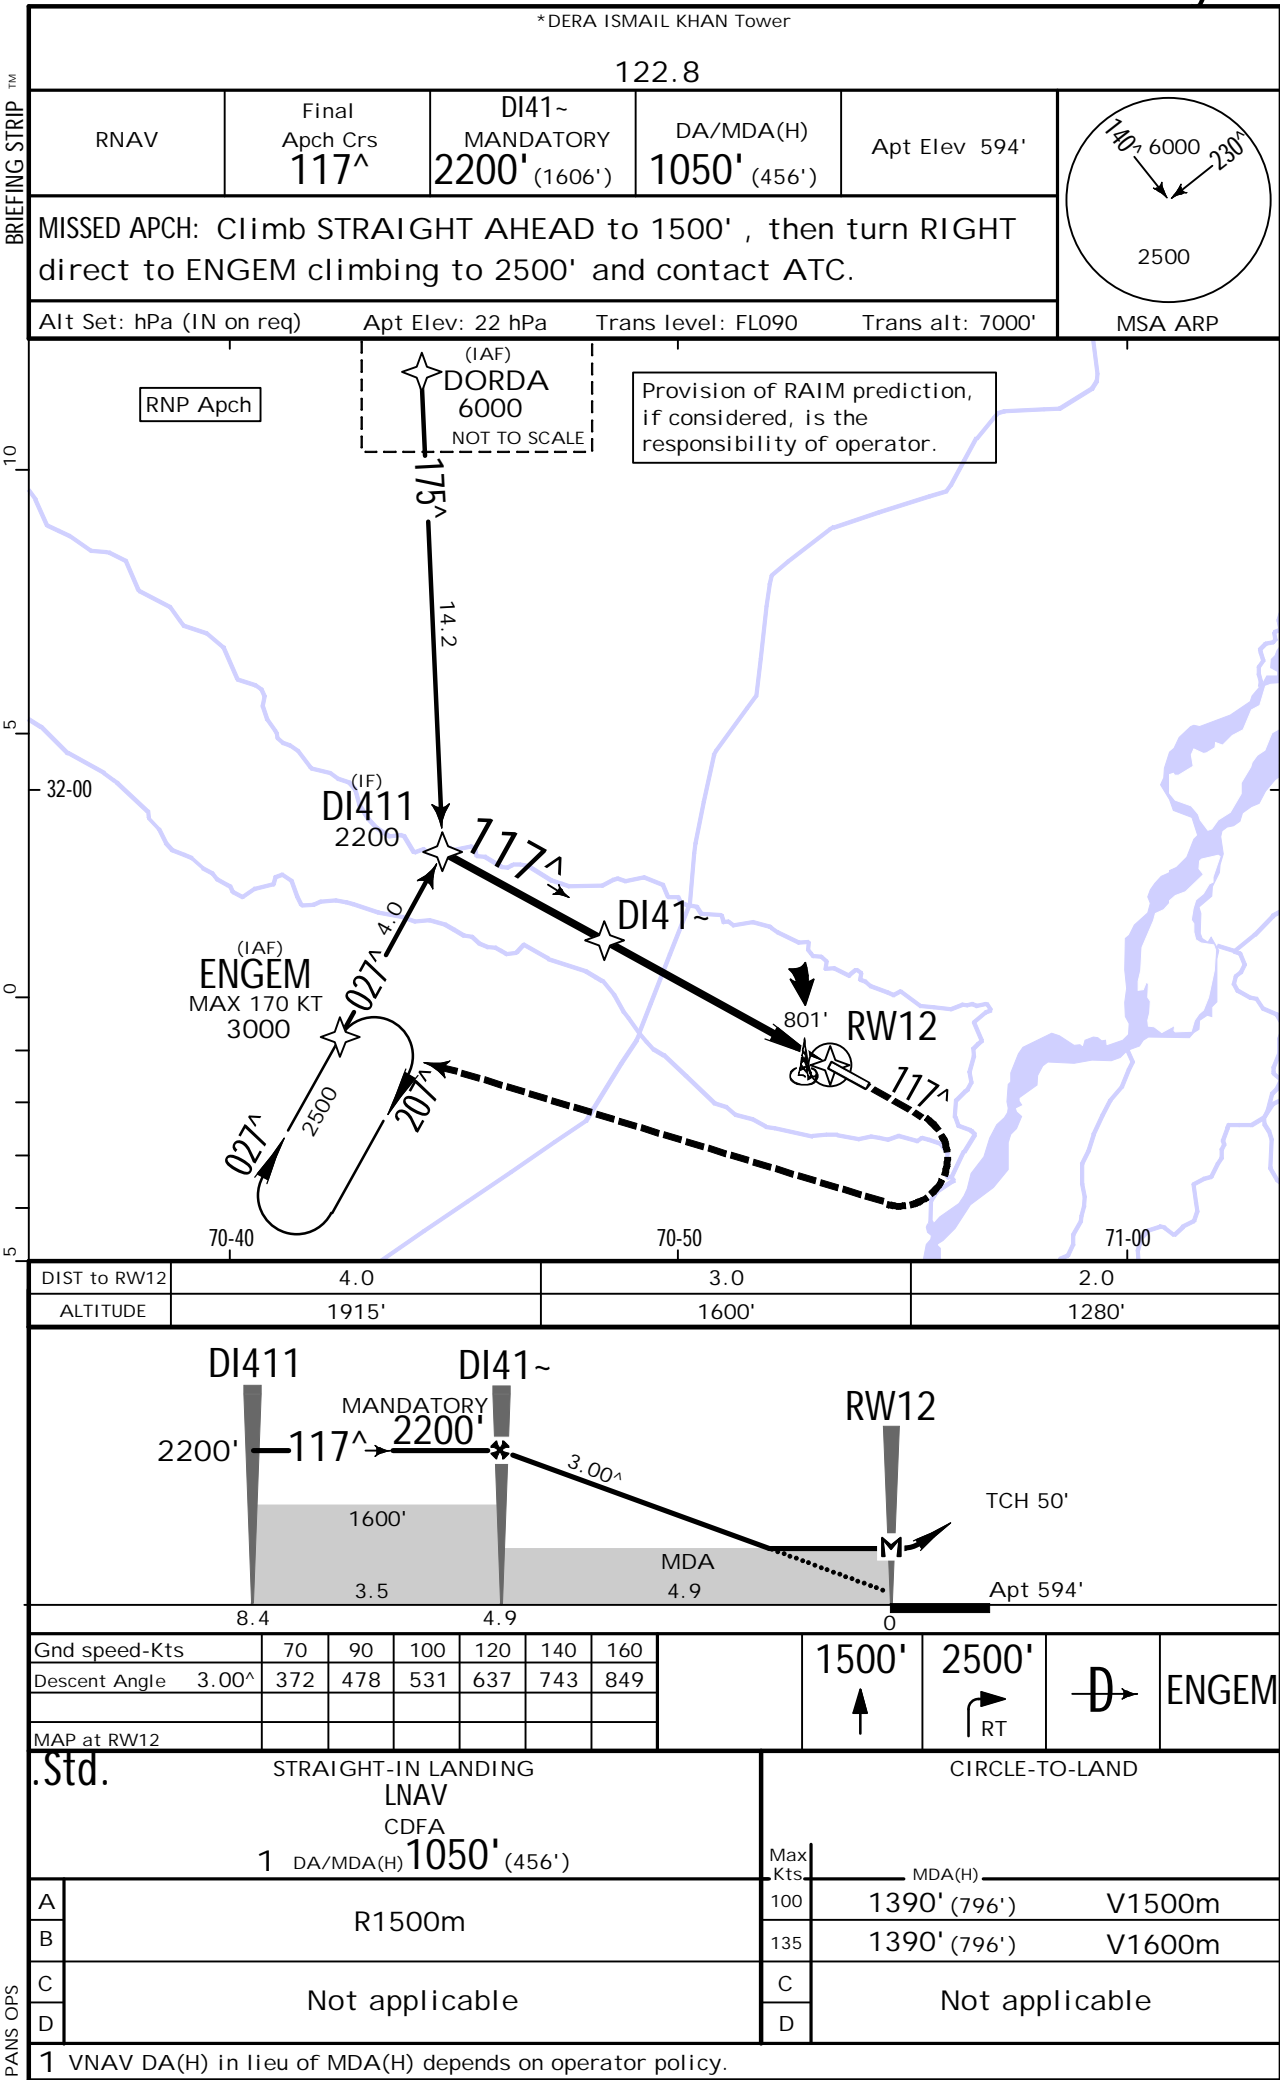 *DERA ISMAIL KHAN Tower
122.8
BRIEFING STRIP TM
RNAV
Final
Apch Crs
117^
DI41~
MANDATORY
2200' (1606')
DA/MDA(H)
1050' (456')
Apt Elev 594'
140^ 6000 230^
2500
MSA ARP
MISSED APCH: Climb STRAIGHT AHEAD to 1500' , then turn RIGHT
direct to ENGEM climbing to 2500' and contact ATC.
Alt Set: hPa (IN on req) Apt Elev: 22 hPa Trans level: FL090 Trans alt: 7000'
RNP Apch
(IAF)
DORDA
6000
NOT TO SCALE
Provision of RAIM prediction,
if considered, is the
responsibility of operator.
10
175^
14.2
5
32-00
(IF)
DI411
2200
117^
DI41~
4.0
027^
(IAF)
ENGEM
MAX 170 KT
3000
0
801'
RW12
117^
207^
2500
027^
5
70-40 70-50 71-00
DIST to RW12 4.0 3.0 2.0
ALTITUDE 1915' 1600' 1280'
DI411 DI41~
RW12
MANDATORY
2200' 117^ 2200'
3.00^
TCH 50'
1600'
MDA
3.5 4.9
Apt 594'
8.4 4.9 0
Gnd speed-Kts 70 90 100 120 140 160
Descent Angle 3.00^ 372 478 531 637 743 849
MAP at RW12
1500' 2500' D ENGEM
RT
.Std. STRAIGHT-IN LANDING
LNAV
CDFA
1 DA/MDA(H) 1050' (456')
CIRCLE-TO-LAND
Max
Kts
MDA(H)
A
B
R1500m
100 1390' (796') V1500m
135 1390' (796') V1600m
C
D
Not applicable
C
D
Not applicable
PANS OPS
1 VNAV DA(H) in lieu of MDA(H) depends on operator policy.